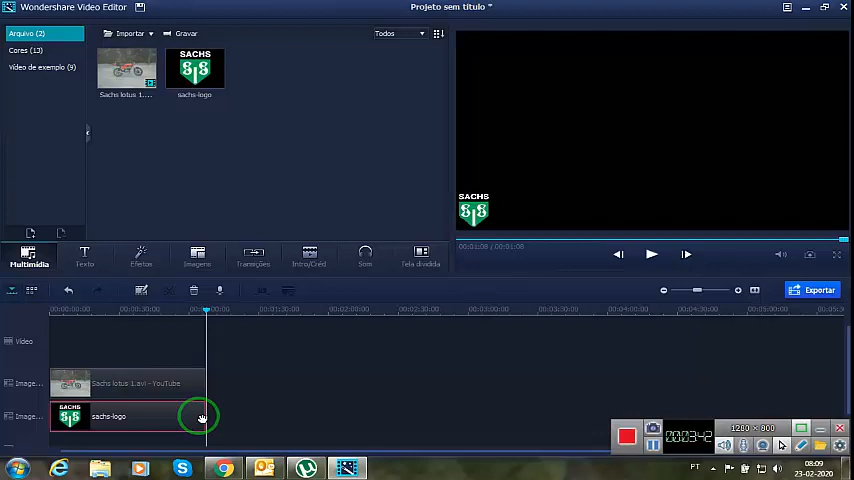 Wondershare Video Editor
Projeto sem título *
Arquivo (2)
Importar
Gravar
Todos
Cores (13)
Vídeo de exemplo (9)
SACHS
Sachs lotus 1....
sachs-logo
SACHS
00:01:08 / 00:01:08
Multimídia
Texto
Efeitos
Imagens
Transições
Intro/Créd
Som
Tela dividida
Exportar
00:00:00:00
00:00:30:00
00:01:30:00
00:02:00:00
00:02:30:00
00:03:00:00
00:03:30:00
00:04:00:00
00:04:30:00
00:05:00:00
00:05:3
Vídeo
Image...
Sachs lotus 1.avi - YouTube
Image...
SACHS
sachs-logo
00:03:42
1280 × 800
PT
08:09
23-02-2020